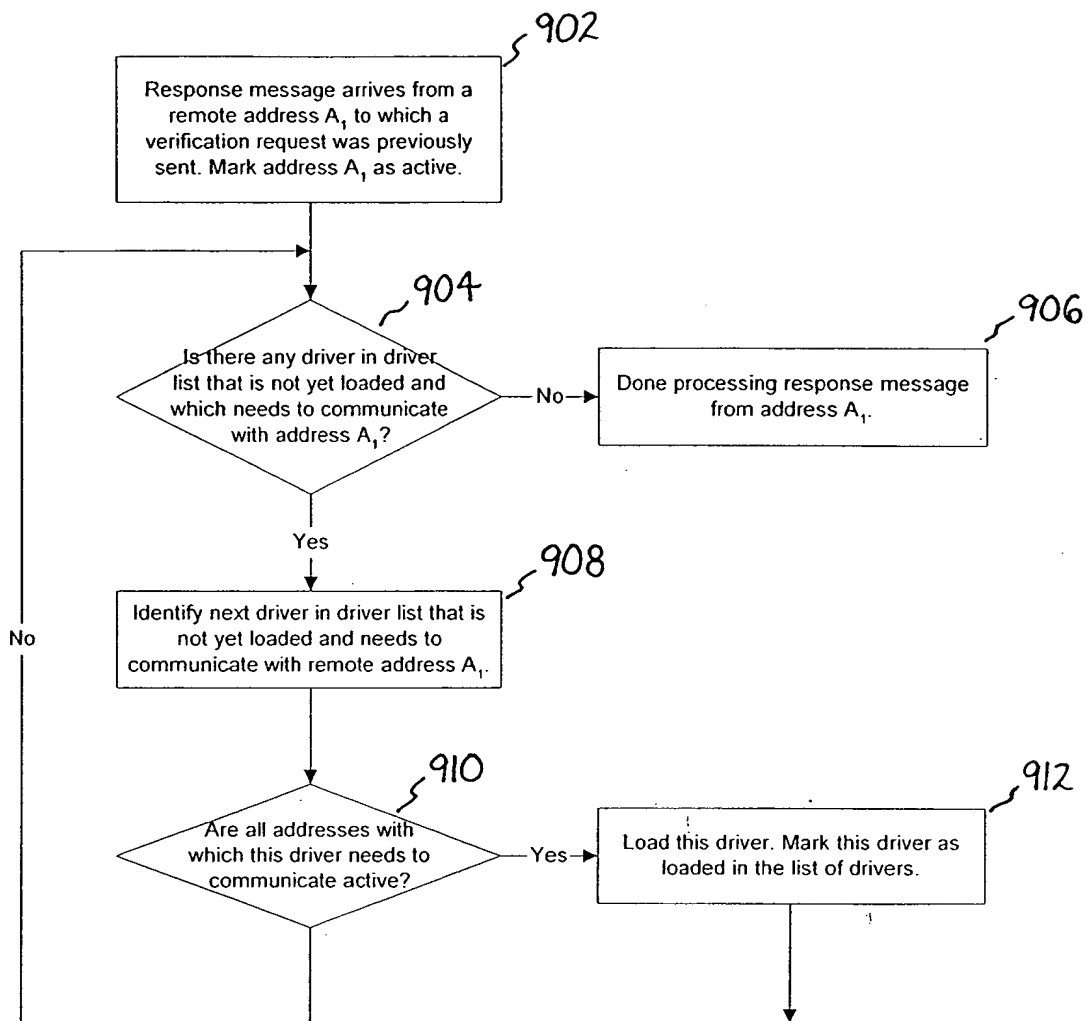 902
Response message arrives from a
remote address A₁ to which a
verification request was previously
sent. Mark address A₁ as active.
904
Is there any driver in driver
list that is not yet loaded and
which needs to communicate
with address A₁?
No
906
Done processing response message
from address A₁.
Yes
908
Identify next driver in driver list that is
not yet loaded and needs to
communicate with remote address A₁.
No
910
Are all addresses with
which this driver needs to
communicate active?
Yes
912
Load this driver. Mark this driver as
loaded in the list of drivers.